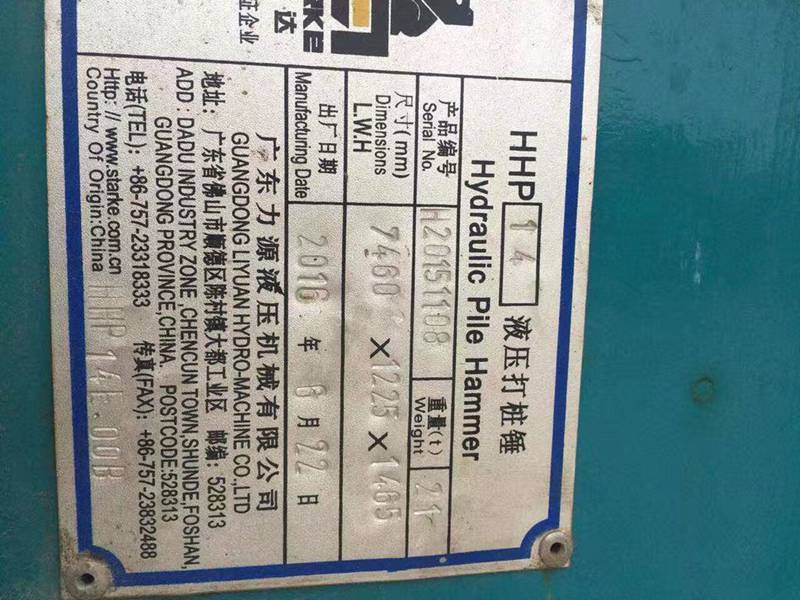 RKE
达
证企业
HHP 14 液压打桩锤
Hydraulic Pile Hammer
产品编号 Serial No. H20151108 重量(t) Weight 21
尺寸(mm) Dimensions L.W.H 7460 × 1225 × 1465
出厂日期 Manufacturing Date 2016 年 6 月 22 日
广东力源液压机械有限公司
GUANGDONG LIYUAN HYDRO-MACHINE CO.,LTD
地址: 广东省佛山市顺德区陈村镇大都工业区 邮编: 528313
ADD: DADU INDUSTRY ZONE,CHENCUN TOWN,SHUNDE,FOSHAN,
GUANGDONG PROVINCE,CHINA. POSTCODE:528313
电话(TEL): +86-757-23318333 传真(FAX): +86-757-23832488
Http: // www.starke.com.cn
Country Of Origin:China HHP 14E.00B